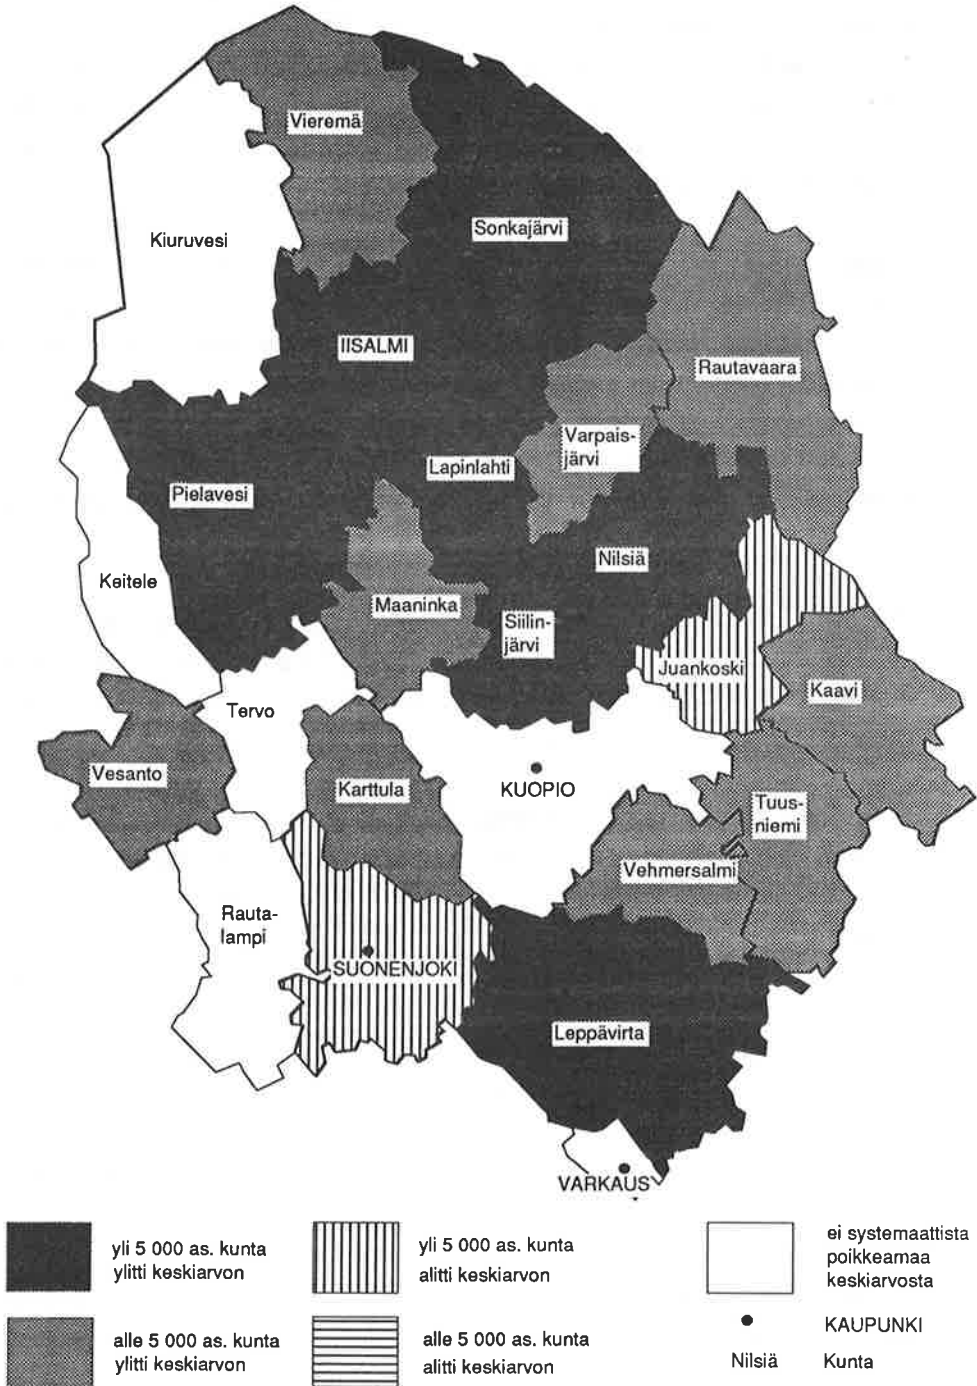 Vieremä
Sonkajärvi
Kiuruvesi
IISALMI
Rautavaara
Varpais-
järvi
Lapinlahti
Pielavesi
Nilsiä
Keitele
Maaninka
Siilin-
järvi
Juankoski
Kaavi
Tervo
Vesanto
Karttula
KUOPIO
Tuus-
niemi
Vehmersalmi
Rauta-
lampi
SUONENJOKI
Leppävirta
VARKAUS
yli 5 000 as. kunta
ylitti keskiarvon
yli 5 000 as. kunta
alitti keskiarvon
ei systemaattista
poikkeamaa
keskiarvosta
alle 5 000 as. kunta
ylitti keskiarvon
alle 5 000 as. kunta
alitti keskiarvon
KAUPUNKI
Nilsiä Kunta